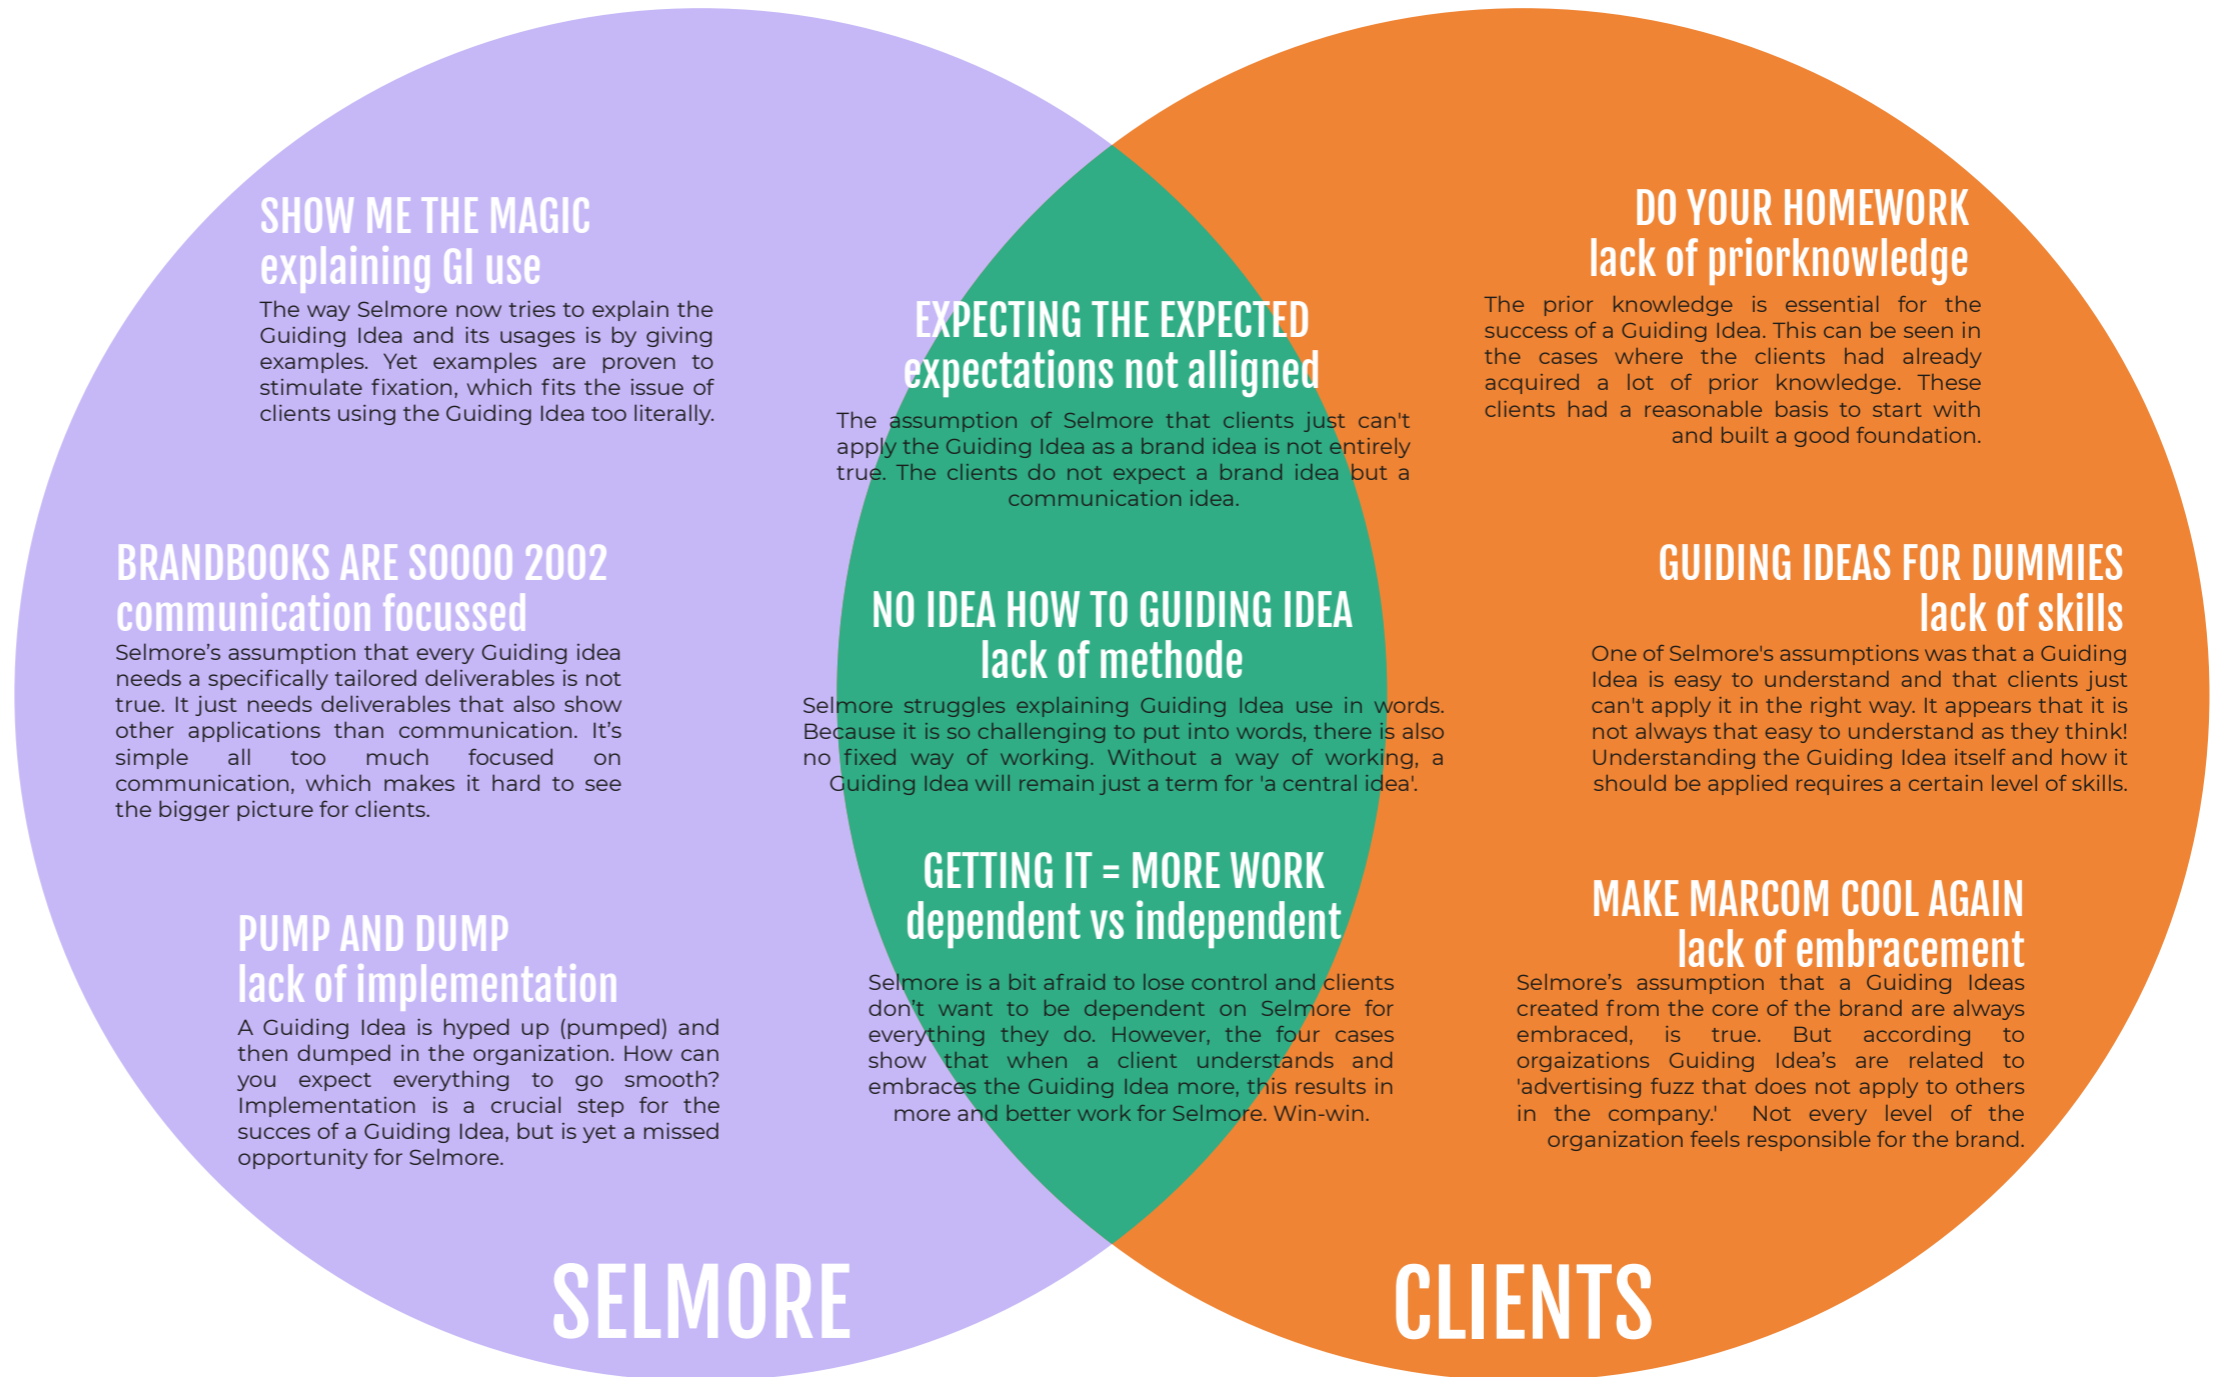 SHOW ME THE MAGIC
explaining GI use
The way Selmore now tries to explain the
Guiding Idea and its usages is by giving
examples. Yet examples are proven to
stimulate fixation, which fits the issue of
clients using the Guiding Idea too literally.
BRANDBOOKS ARE SOOOO 2002
communication focussed
Selmore’s assumption that every Guiding idea
needs a specifically tailored deliverables is not
true. It just needs deliverables that also show
other applications than communication. It’s
simple all too much focused on
communication, which makes it hard to see
the bigger picture for clients.
PUMP AND DUMP
lack of implementation
A Guiding Idea is hyped up (pumped) and
then dumped in the organization. How can
you expect everything to go smooth?
Implementation is a crucial step for the
succes of a Guiding Idea, but is yet a missed
opportunity for Selmore.
SELMORE
EXPECTING THE EXPECTED
expectations not alligned
The assumption of Selmore that clients just can't
apply the Guiding Idea as a brand idea is not entirely
true. The clients do not expect a brand idea but a
communication idea.
NO IDEA HOW TO GUIDING IDEA
lack of methode
Selmore struggles explaining Guiding Idea use in words.
Because it is so challenging to put into words, there is also
no fixed way of working. Without a way of working, a
Guiding Idea will remain just a term for 'a central idea'.
GETTING IT = MORE WORK
dependent vs independent
Selmore is a bit afraid to lose control and clients
don’t want to be dependent on Selmore for
everything they do. However, the four cases
show that when a client understands and
embraces the Guiding Idea more, this results in
more and better work for Selmore. Win-win.
DO YOUR HOMEWORK
lack of priorknowledge
The prior knowledge is essential for the
success of a Guiding Idea. This can be seen in
the cases where the clients had already
acquired a lot of prior knowledge. These
clients had a reasonable basis to start with
and built a good foundation.
GUIDING IDEAS FOR DUMMIES
lack of skills
One of Selmore's assumptions was that a Guiding
Idea is easy to understand and that clients just
can't apply it in the right way. It appears that it is
not always that easy to understand as they think!
Understanding the Guiding Idea itself and how it
should be applied requires a certain level of skills.
MAKE MARCOM COOL AGAIN
lack of embracement
Selmore’s assumption that a Guiding Ideas
created from the core of the brand are always
embraced, is true. But according to
orgaizations Guiding Idea’s are related to
'advertising fuzz that does not apply to others
in the company.' Not every level of the
organization feels responsible for the brand.
CLIENTS